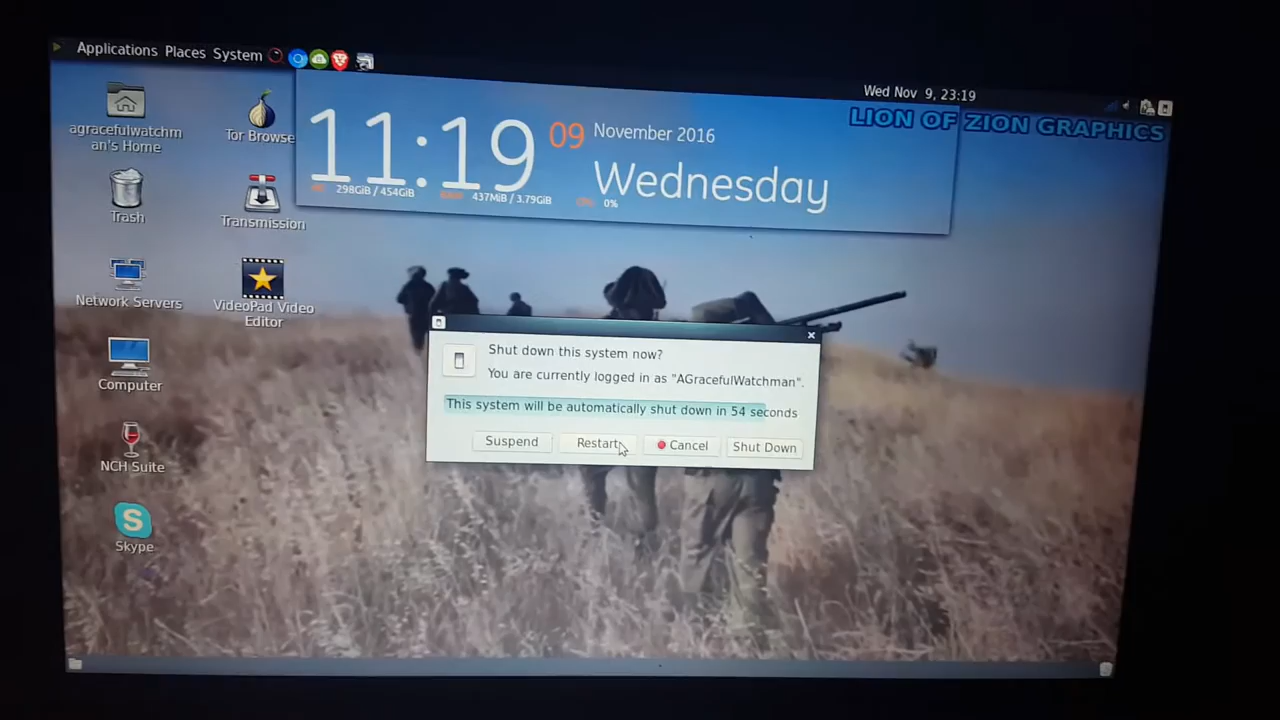 Applications Places System
Wed Nov 9, 23:19
LION OF ZION GRAPHICS
11:19 09 November 2016
Wednesday
298GiB / 454GiB 437MiB / 3.79GiB 0%
agracefulwatchm
an's Home
Tor Browse
Trash
Transmission
Network Servers
VideoPad Video
Editor
Computer
NCH Suite
Skype
Shut down this system now?
You are currently logged in as "AGracefulWatchman".
This system will be automatically shut down in 54 seconds
Suspend Restart Cancel Shut Down